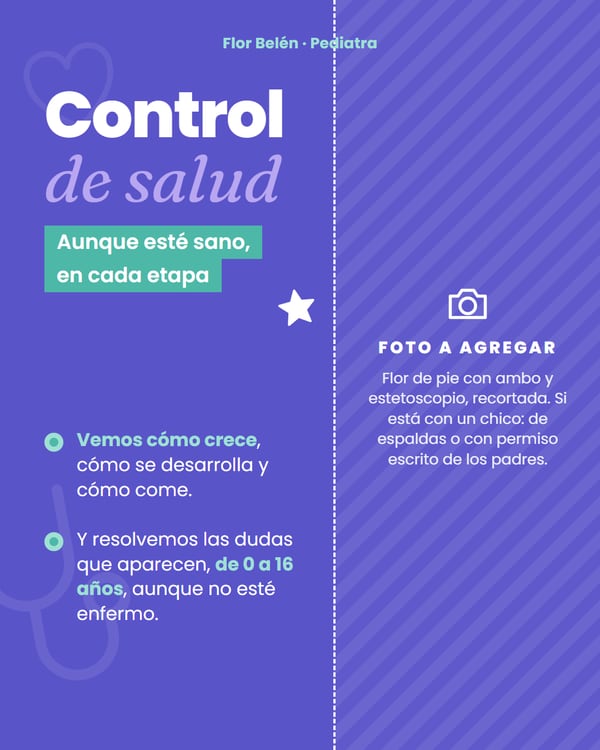 Flor Belén · Pediatra
Control
de salud
Aunque esté sano,
en cada etapa
Vemos cómo crece,
cómo se desarrolla y
cómo come.
Y resolvemos las dudas
que aparecen, de 0 a 16
años, aunque no esté
enfermo.
FOTO A AGREGAR
Flor de pie con ambo y
estetoscopio, recortada. Si
está con un chico: de
espaldas o con permiso
escrito de los padres.